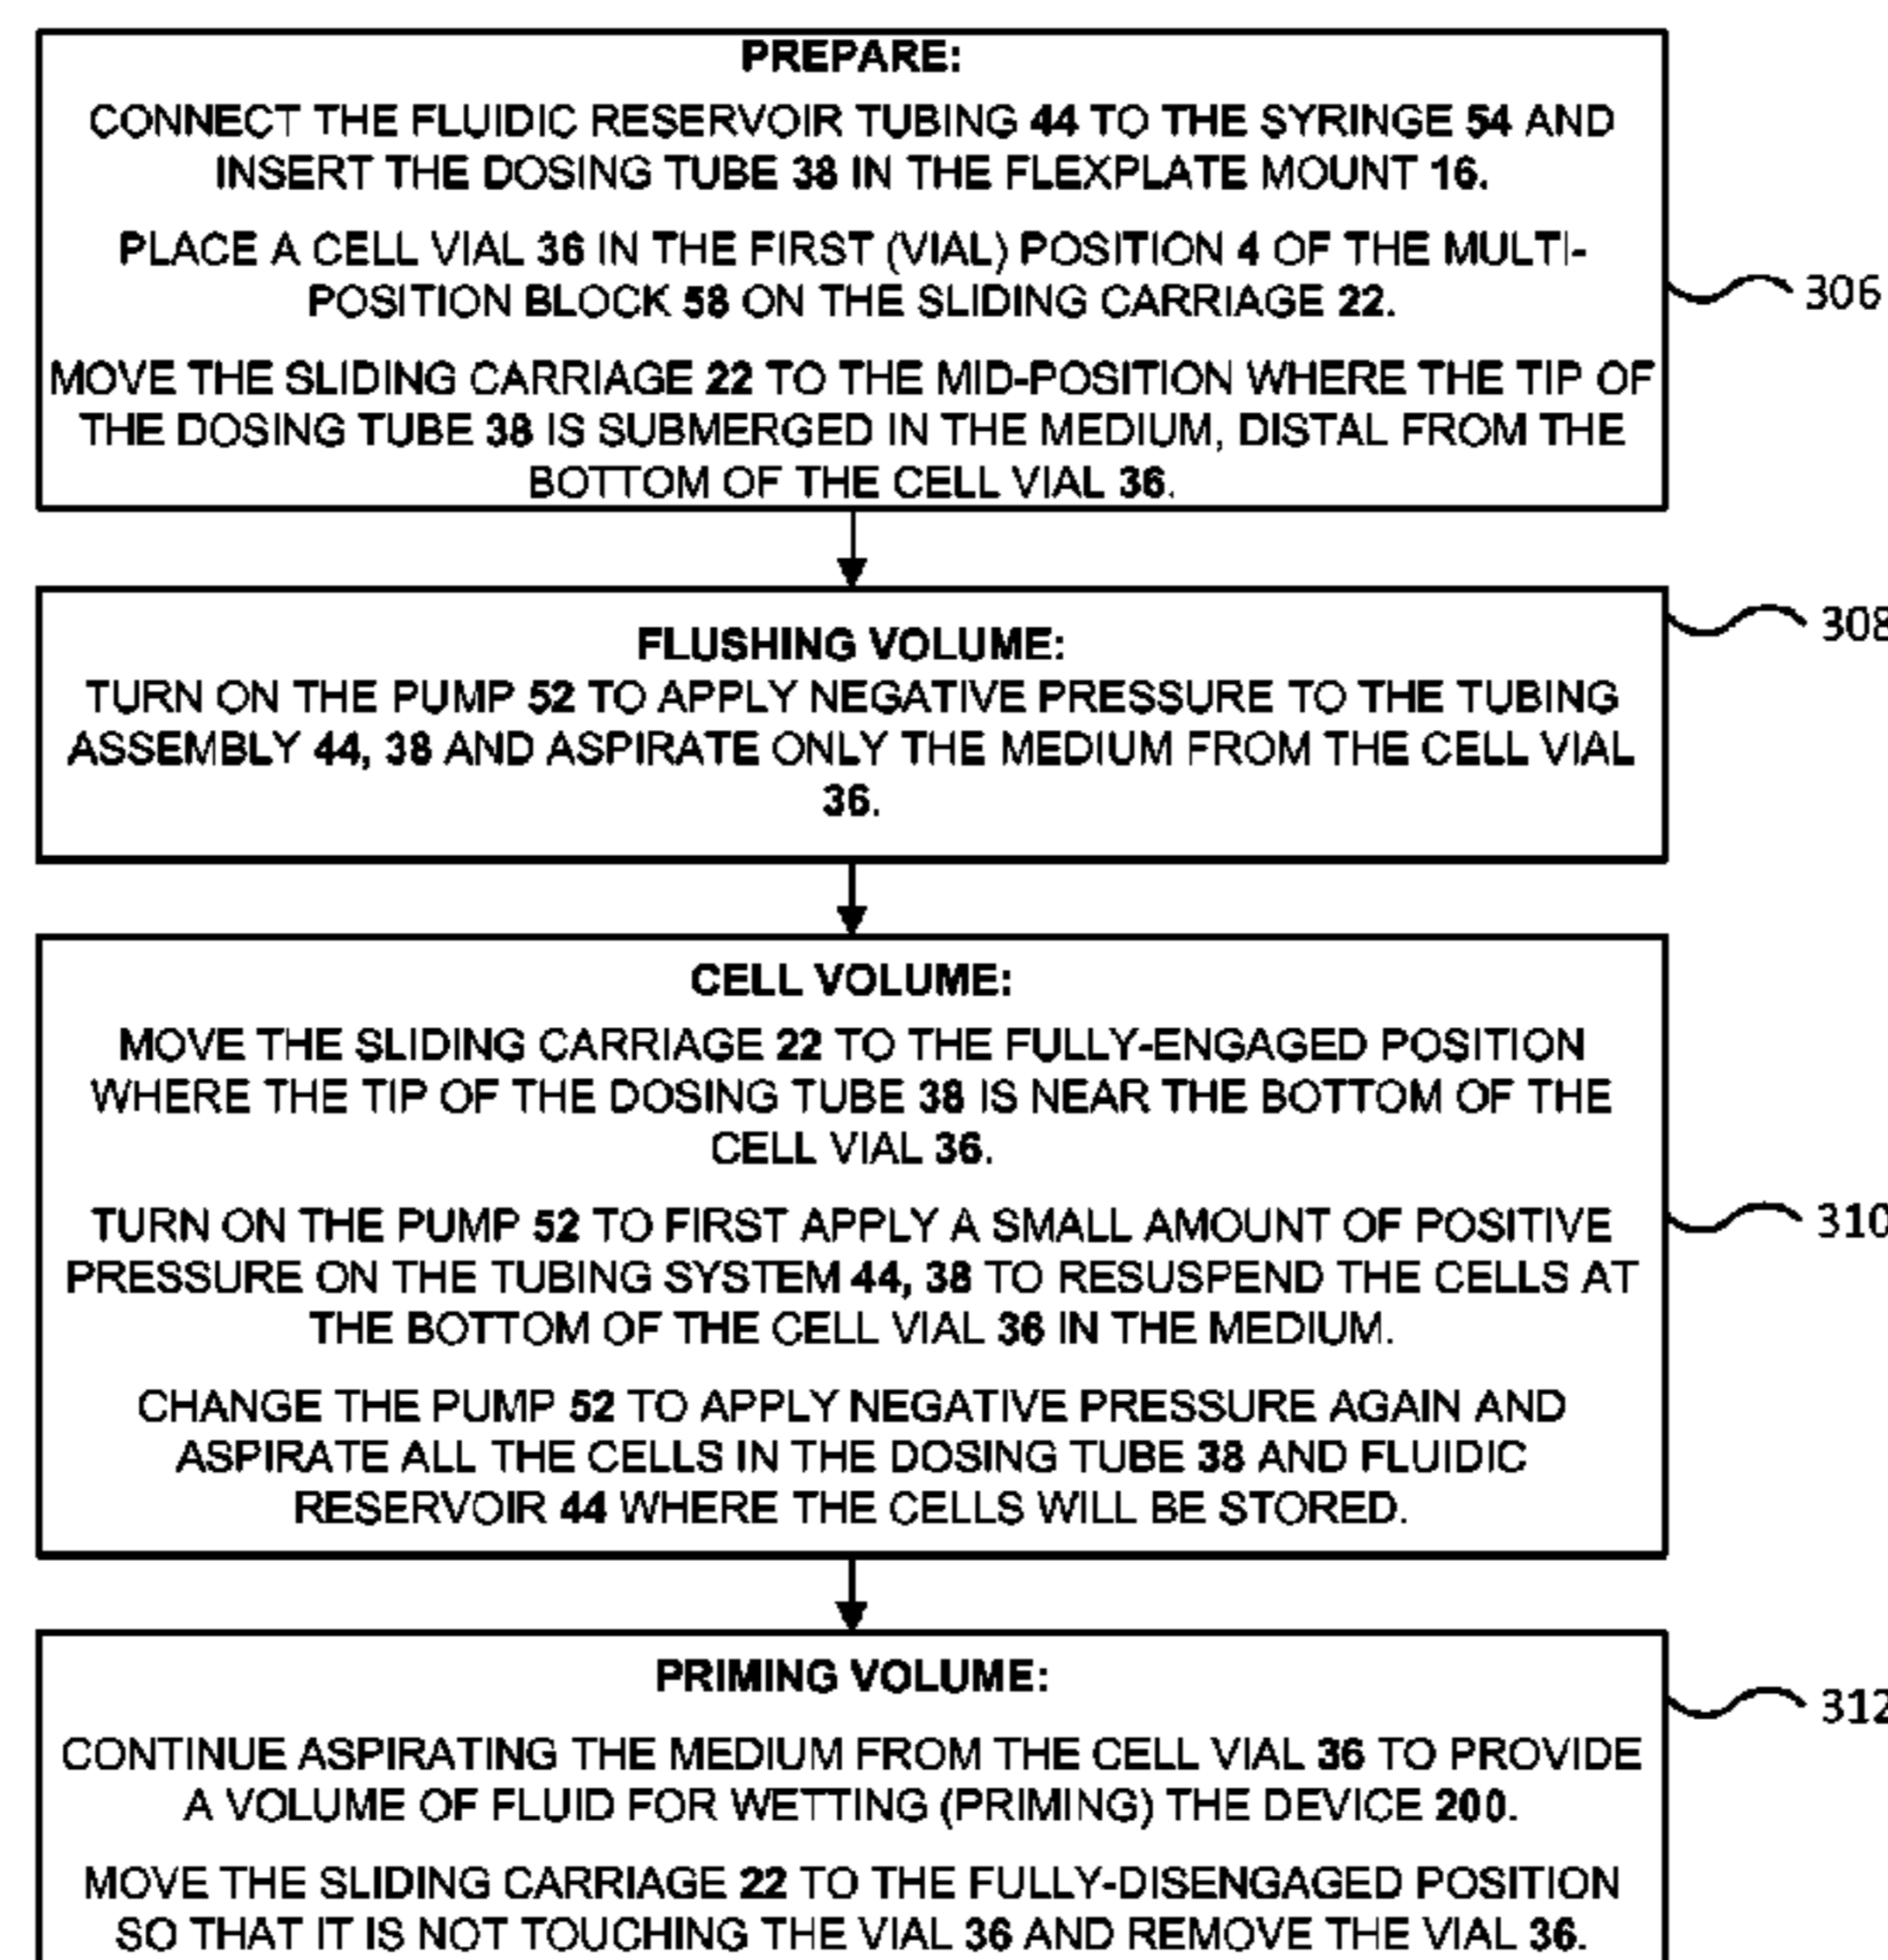 PREPARE:
CONNECT THE FLUIDIC RESERVOIR TUBING 44 TO THE SYRINGE 54 AND
INSERT THE DOSING TUBE 38 IN THE FLEXPLATE MOUNT 16.
PLACE A CELL VIAL 36 IN THE FIRST (VIAL) POSITION 4 OF THE MULTI-
POSITION BLOCK 58 ON THE SLIDING CARRIAGE 22.
306
MOVE THE SLIDING CARRIAGE 22 TO THE MID-POSITION WHERE THE TIP OF
THE DOSING TUBE 38 IS SUBMERGED IN THE MEDIUM, DISTAL FROM THE
BOTTOM OF THE CELL VIAL 36.
308
FLUSHING VOLUME:
TURN ON THE PUMP 52 TO APPLY NEGATIVE PRESSURE TO THE TUBING
ASSEMBLY 44, 38 AND ASPIRATE ONLY THE MEDIUM FROM THE CELL VIAL
36.
CELL VOLUME:
MOVE THE SLIDING CARRIAGE 22 TO THE FULLY-ENGAGED POSITION
WHERE THE TIP OF THE DOSING TUBE 38 IS NEAR THE BOTTOM OF THE
CELL VIAL 36.
TURN ON THE PUMP 52 TO FIRST APPLY A SMALL AMOUNT OF POSITIVE
PRESSURE ON THE TUBING SYSTEM 44, 38 TO RESUSPEND THE CELLS AT
THE BOTTOM OF THE CELL VIAL 36 IN THE MEDIUM.
310
CHANGE THE PUMP 52 TO APPLY NEGATIVE PRESSURE AGAIN AND
ASPIRATE ALL THE CELLS IN THE DOSING TUBE 38 AND FLUIDIC
RESERVOIR 44 WHERE THE CELLS WILL BE STORED.
PRIMING VOLUME:
312
CONTINUE ASPIRATING THE MEDIUM FROM THE CELL VIAL 36 TO PROVIDE
A VOLUME OF FLUID FOR WETTING (PRIMING) THE DEVICE 200.
MOVE THE SLIDING CARRIAGE 22 TO THE FULLY-DISENGAGED POSITION
SO THAT IT IS NOT TOUCHING THE VIAL 36 AND REMOVE THE VIAL 36.